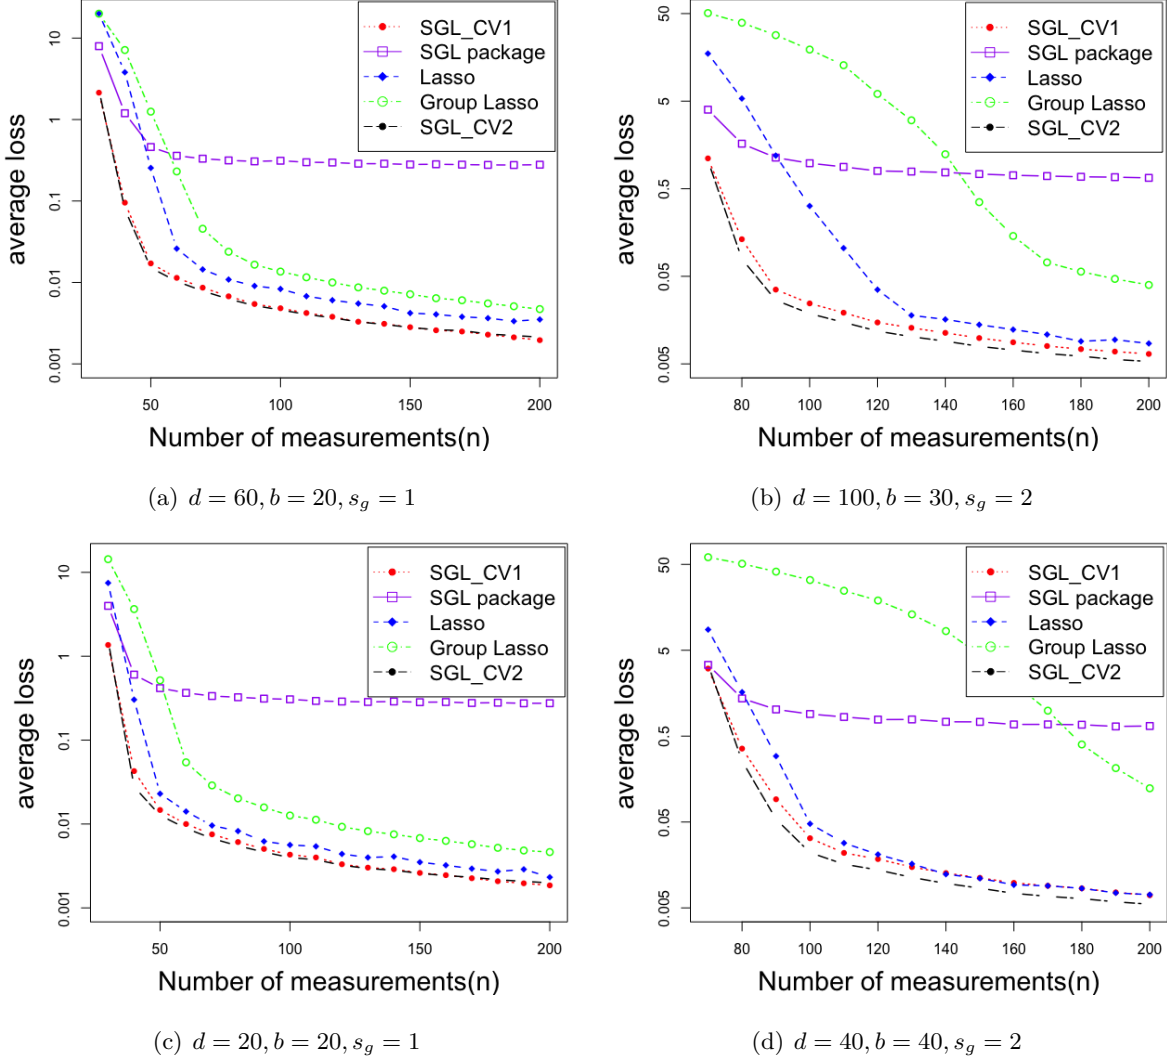 SGL_CV1
SGL package
Lasso
Group Lasso
SGL_CV2
average loss
10
1
0.1
0.01
0.001
50
100
150
200
Number of measurements(n)
(a) d = 60, b = 20, s_g = 1
SGL_CV1
SGL package
Lasso
Group Lasso
SGL_CV2
average loss
50
5
0.5
0.05
0.005
80
100
120
140
160
180
200
Number of measurements(n)
(b) d = 100, b = 30, s_g = 2
SGL_CV1
SGL package
Lasso
Group Lasso
SGL_CV2
average loss
10
1
0.1
0.01
0.001
50
100
150
200
Number of measurements(n)
(c) d = 20, b = 20, s_g = 1
SGL_CV1
SGL package
Lasso
Group Lasso
SGL_CV2
average loss
50
5
0.5
0.05
0.005
80
100
120
140
160
180
200
Number of measurements(n)
(d) d = 40, b = 40, s_g = 2